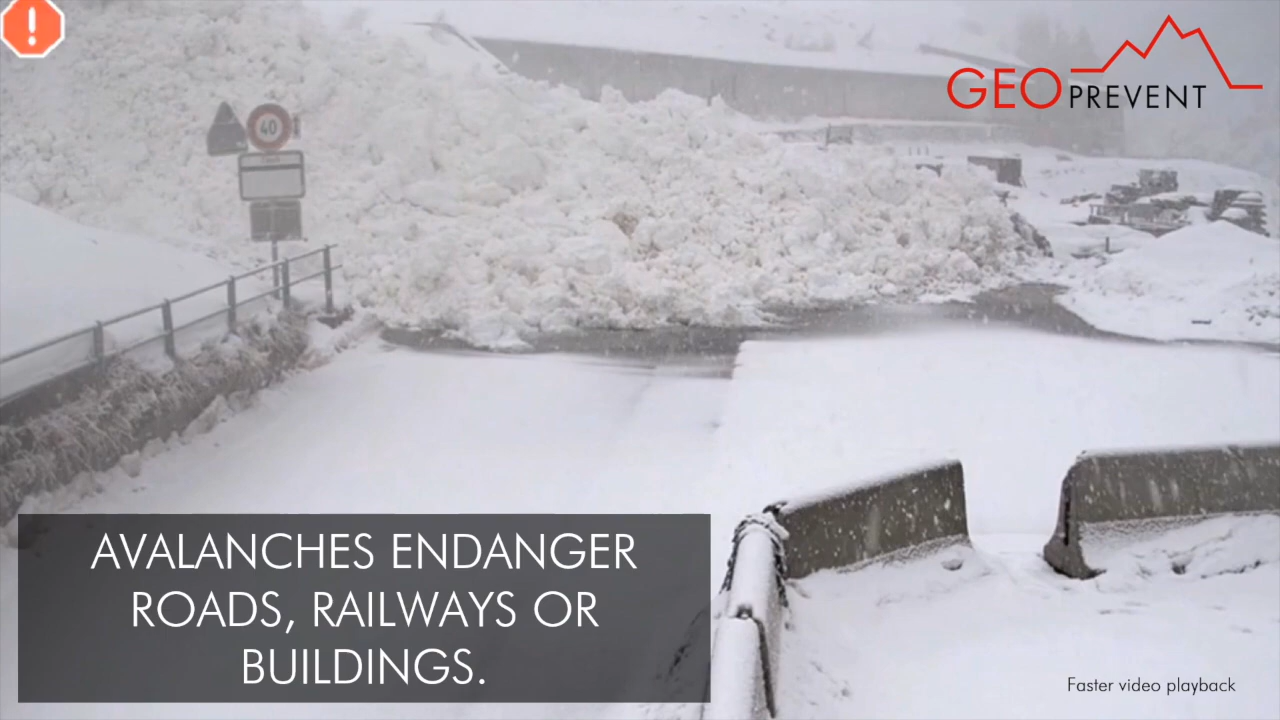 !
GEO PREVENT
40
AVALANCHES ENDANGER
ROADS, RAILWAYS OR
BUILDINGS.
Faster video playback